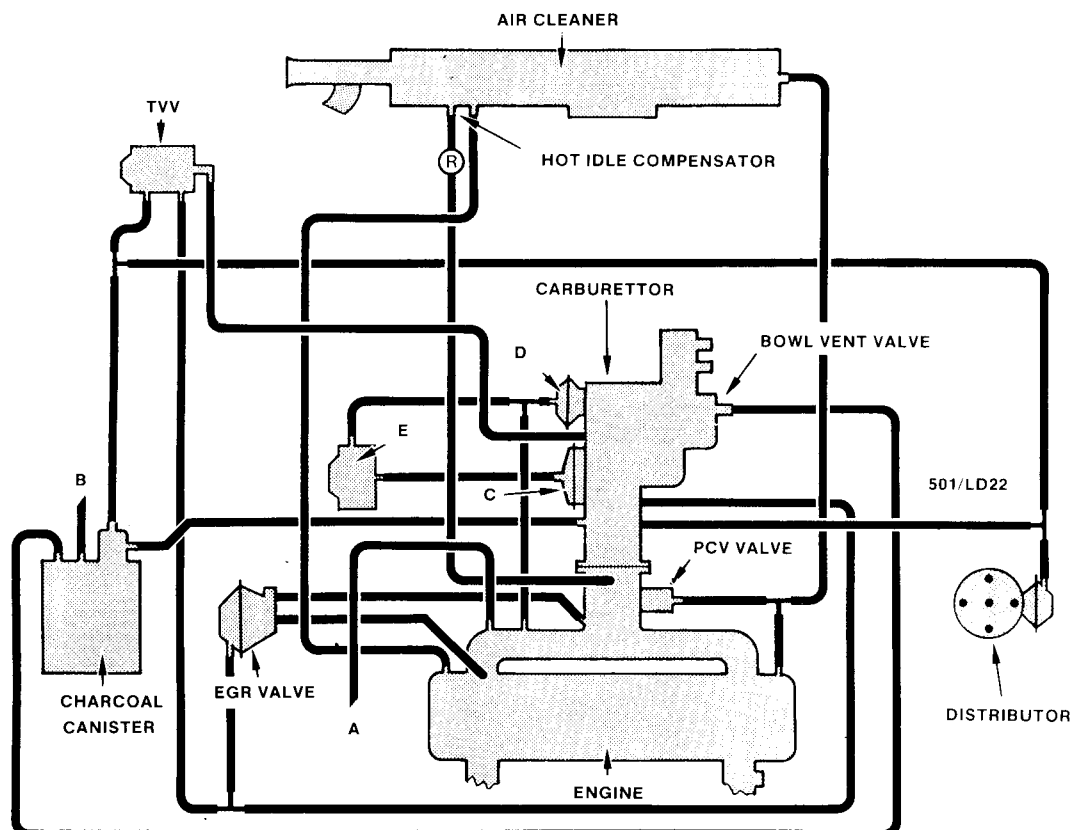 AIR CLEANER
TVV
R
HOT IDLE COMPENSATOR
CARBURETTOR
BOWL VENT VALVE
D
E
B
C
501/LD22
PCV VALVE
EGR VALVE
CHARCOAL
CANISTER
A
DISTRIBUTOR
ENGINE